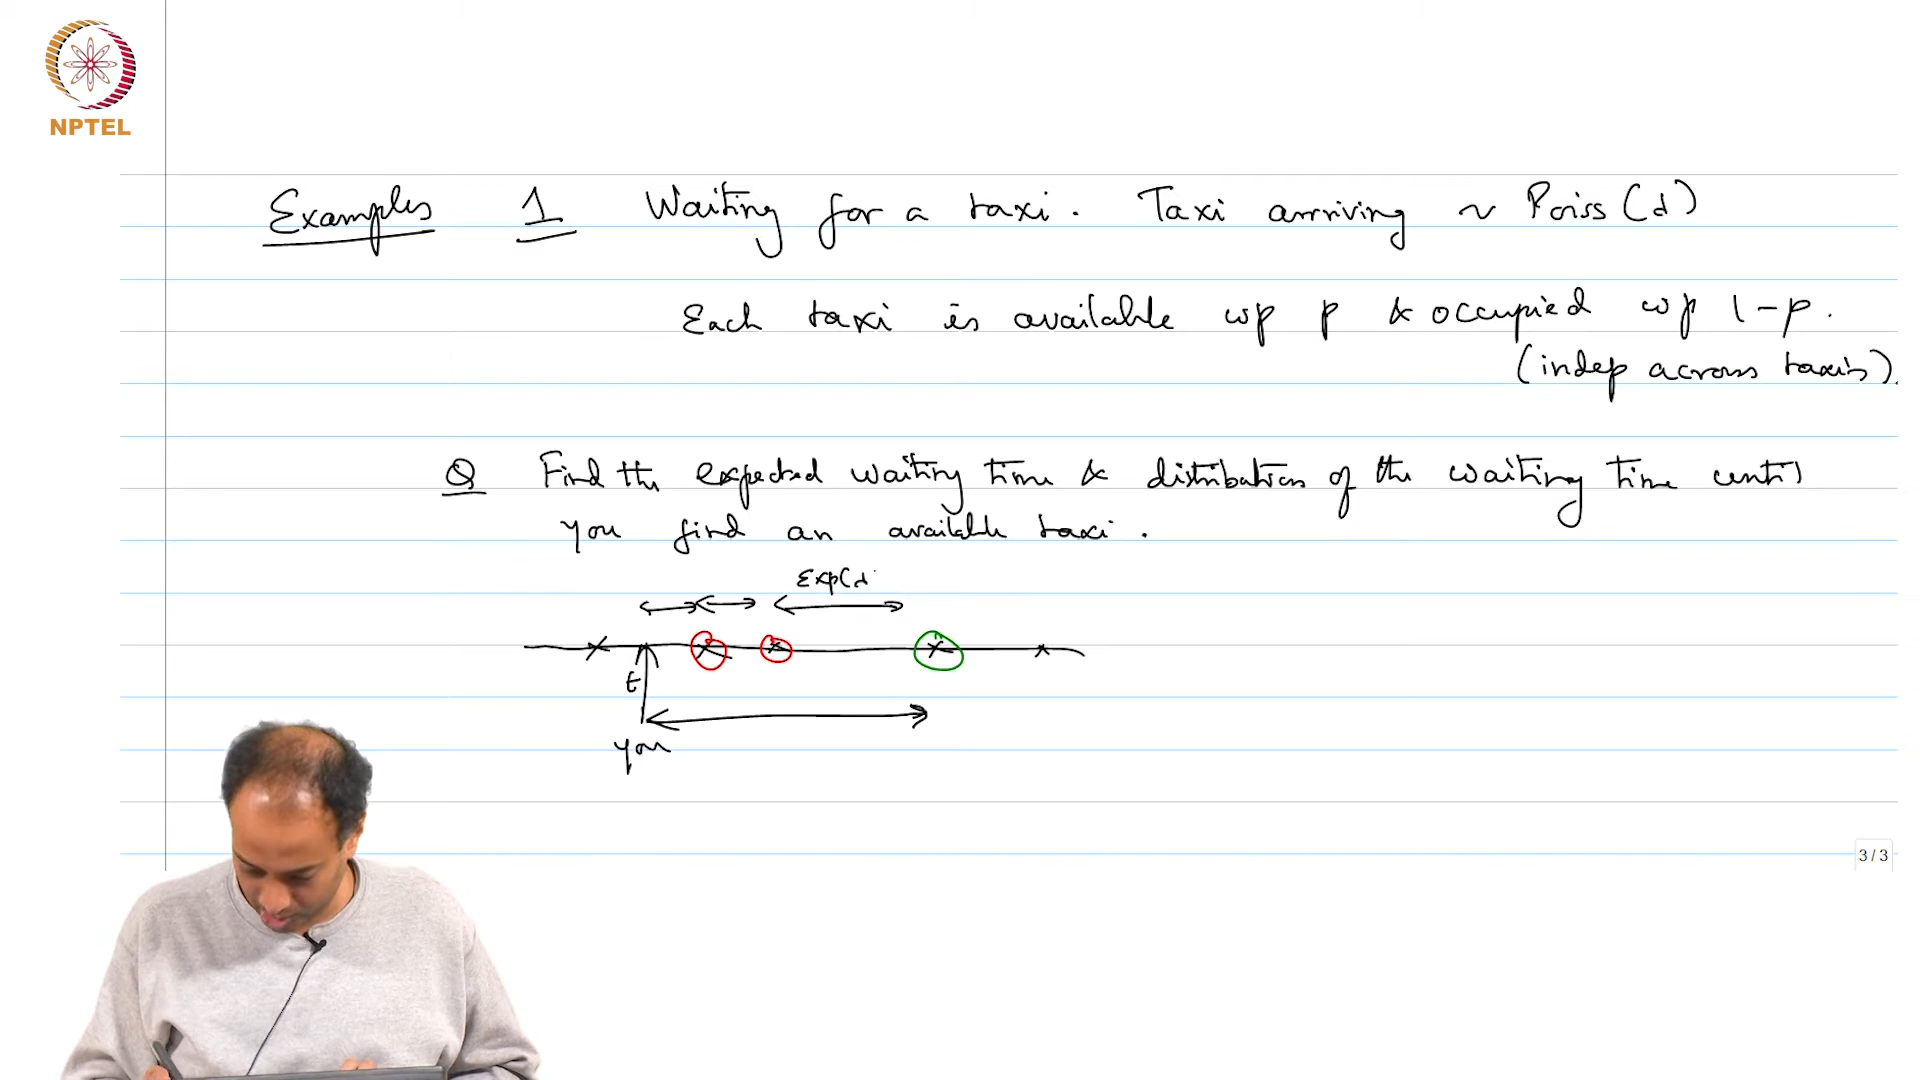 NPTEL
Examples 1 Waiting for a taxi. Taxi arriving ~ Poiss(λ)
Each taxi is available wp p & occupied wp 1-p.
(indep across taxis).
Q Find the expected waiting time & distribution of the waiting time until
you find an available taxi.
Exp(λ
t
you
3 / 3